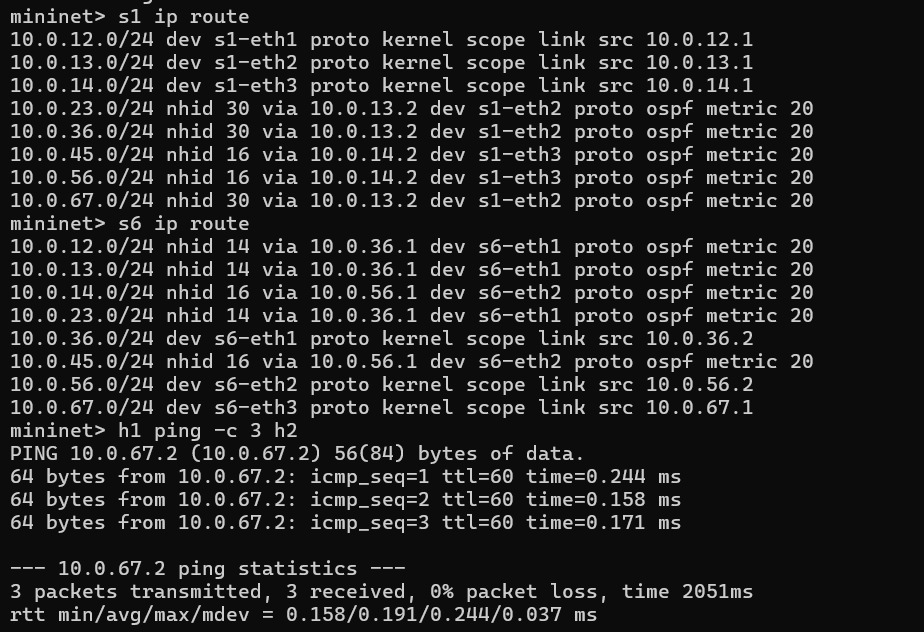 mininet> s1 ip route
10.0.12.0/24 dev s1-eth1 proto kernel scope link src 10.0.12.1
10.0.13.0/24 dev s1-eth2 proto kernel scope link src 10.0.13.1
10.0.14.0/24 dev s1-eth3 proto kernel scope link src 10.0.14.1
10.0.23.0/24 nhid 30 via 10.0.13.2 dev s1-eth2 proto ospf metric 20
10.0.36.0/24 nhid 30 via 10.0.13.2 dev s1-eth2 proto ospf metric 20
10.0.45.0/24 nhid 16 via 10.0.14.2 dev s1-eth3 proto ospf metric 20
10.0.56.0/24 nhid 16 via 10.0.14.2 dev s1-eth3 proto ospf metric 20
10.0.67.0/24 nhid 30 via 10.0.13.2 dev s1-eth2 proto ospf metric 20
mininet> s6 ip route
10.0.12.0/24 nhid 14 via 10.0.36.1 dev s6-eth1 proto ospf metric 20
10.0.13.0/24 nhid 14 via 10.0.36.1 dev s6-eth1 proto ospf metric 20
10.0.14.0/24 nhid 16 via 10.0.56.1 dev s6-eth2 proto ospf metric 20
10.0.23.0/24 nhid 14 via 10.0.36.1 dev s6-eth1 proto ospf metric 20
10.0.36.0/24 dev s6-eth1 proto kernel scope link src 10.0.36.2
10.0.45.0/24 nhid 16 via 10.0.56.1 dev s6-eth2 proto ospf metric 20
10.0.56.0/24 dev s6-eth2 proto kernel scope link src 10.0.56.2
10.0.67.0/24 dev s6-eth3 proto kernel scope link src 10.0.67.1
mininet> h1 ping -c 3 h2
PING 10.0.67.2 (10.0.67.2) 56(84) bytes of data.
64 bytes from 10.0.67.2: icmp_seq=1 ttl=60 time=0.244 ms
64 bytes from 10.0.67.2: icmp_seq=2 ttl=60 time=0.158 ms
64 bytes from 10.0.67.2: icmp_seq=3 ttl=60 time=0.171 ms
--- 10.0.67.2 ping statistics ---
3 packets transmitted, 3 received, 0% packet loss, time 2051ms
rtt min/avg/max/mdev = 0.158/0.191/0.244/0.037 ms